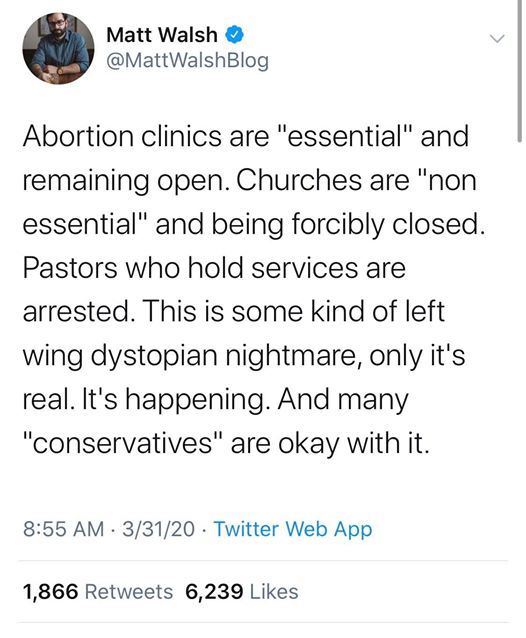 Matt Walsh
@MattWalshBlog
Abortion clinics are "essential" and
remaining open. Churches are "non
essential" and being forcibly closed.
Pastors who hold services are
arrested. This is some kind of left
wing dystopian nightmare, only it's
real. It's happening. And many
"conservatives" are okay with it.
8:55 AM · 3/31/20 · Twitter Web App
1,866 Retweets 6,239 Likes